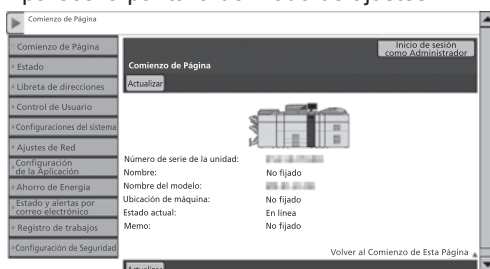 Comienzo de Página
Comienzo de Página
Estado
Libreta de direcciones
Control de Usuario
Configuraciones del sistema
Ajustes de Red
Configuración
de la Aplicación
Ahorro de Energía
Estado y alertas por
correo electrónico
Registro de trabajos
Configuración de Seguridad
Inicio de sesión
como Administrador
Comienzo de Página
Actualizar
Número de serie de la unidad:
Nombre: No fijado
Nombre del modelo:
Ubicación de máquina: No fijado
Estado actual: En línea
Memo: No fijado
Volver al Comienzo de Esta Página